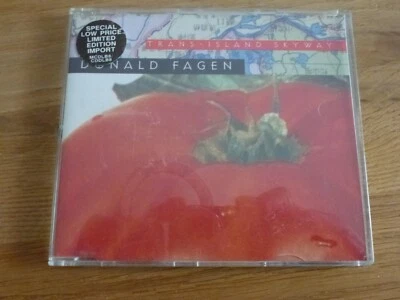 SPECIAL
LOW PRICE
LIMITED
EDITION
IMPORT
TRANS-ISLAND SKYWAY
DONALD FAGEN